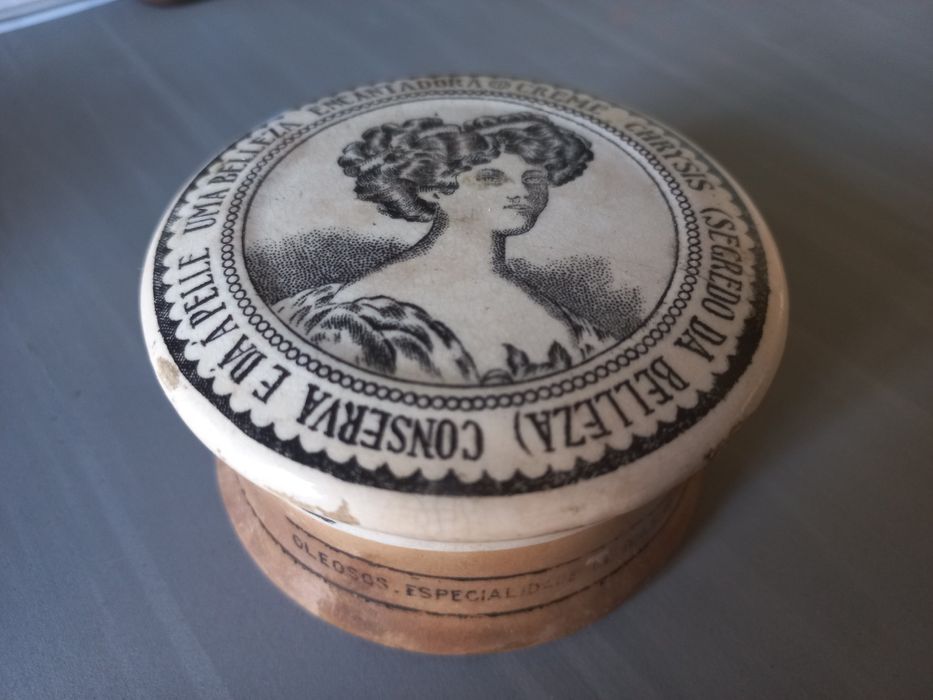 CREME CHRYSIS (SEGREDO DA BELLEZA) CONSERVA E DÁ Á PELLE UMA BELLEZA ENCANTADORA
OLEOSOS. ESPECIALIDADE